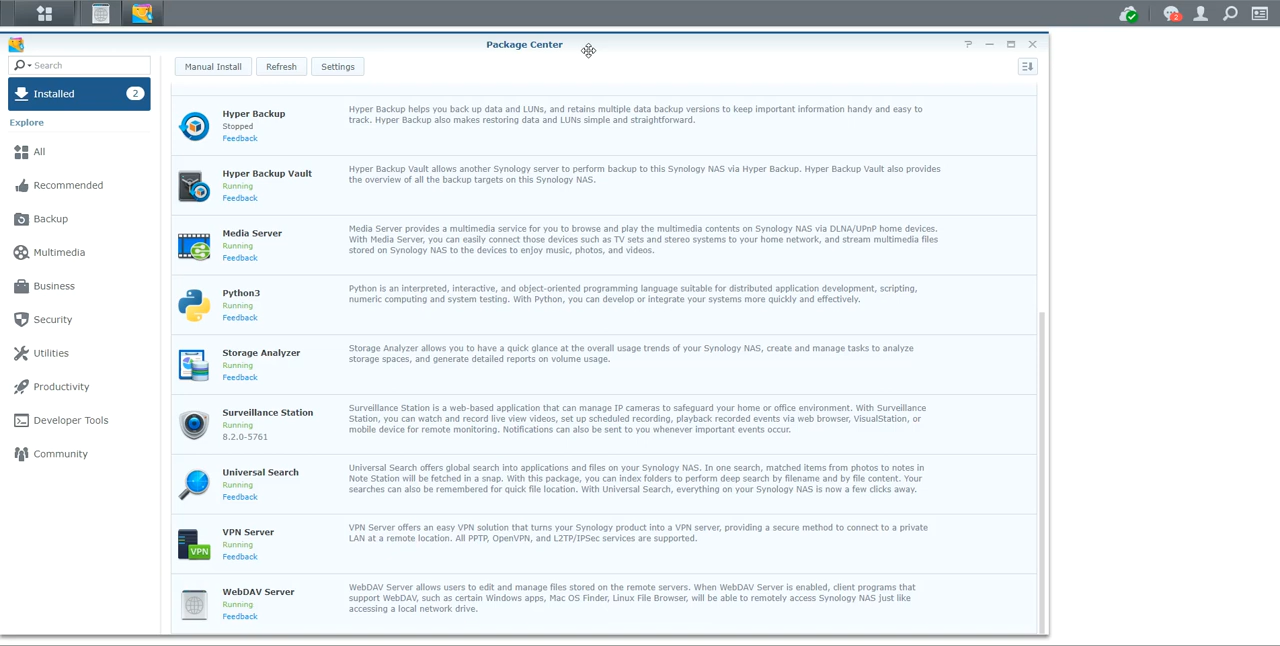 2
Package Center
?
Search
Manual Install
Refresh
Settings
Installed
2
Explore
All
Recommended
Backup
Multimedia
Business
Security
Utilities
Productivity
Developer Tools
Community
Hyper Backup
Stopped
Feedback
Hyper Backup helps you back up data and LUNs, and retains multiple data backup versions to keep important information handy and easy to
track. Hyper Backup also makes restoring data and LUNs simple and straightforward.
Hyper Backup Vault
Running
Feedback
Hyper Backup Vault allows another Synology server to perform backup to this Synology NAS via Hyper Backup. Hyper Backup Vault also provides
the overview of all the backup targets on this Synology NAS.
Media Server
Running
Feedback
Media Server provides a multimedia service for you to browse and play the multimedia contents on Synology NAS via DLNA/UPnP home devices.
With Media Server, you can easily connect those devices such as TV sets and stereo systems to your home network, and stream multimedia files
stored on Synology NAS to the devices to enjoy music, photos, and videos.
Python3
Running
Feedback
Python is an interpreted, interactive, and object-oriented programming language suitable for distributed application development, scripting,
numeric computing and system testing. With Python, you can develop or integrate your systems more quickly and effectively.
Storage Analyzer
Running
Feedback
Storage Analyzer allows you to have a quick glance at the overall usage trends of your Synology NAS, create and manage tasks to analyze
storage spaces, and generate detailed reports on volume usage.
Surveillance Station
Running
8.2.0-5761
Surveillance Station is a web-based application that can manage IP cameras to safeguard your home or office environment. With Surveillance
Station, you can watch and record live view videos, set up scheduled recording, playback recorded events via web browser, VisualStation, or
mobile device for remote monitoring. Notifications can also be sent to you whenever important events occur.
Universal Search
Running
Feedback
Universal Search offers global search into applications and files on your Synology NAS. In one search, matched items from photos to notes in
Note Station will be fetched in a snap. With this package, you can index folders to perform deep search by filename and by file content. Your
searches can also be remembered for quick file location. With Universal Search, everything on your Synology NAS is now a few clicks away.
VPN
VPN Server
Running
Feedback
VPN Server offers an easy VPN solution that turns your Synology product into a VPN server, providing a secure method to connect to a private
LAN at a remote location. All PPTP, OpenVPN, and L2TP/IPSec services are supported.
WebDAV Server
Running
Feedback
WebDAV Server allows users to edit and manage files stored on the remote servers. When WebDAV Server is enabled, client programs that
support WebDAV, such as certain Windows apps, Mac OS Finder, Linux File Browser, will be able to remotely access Synology NAS just like
accessing a local network drive.